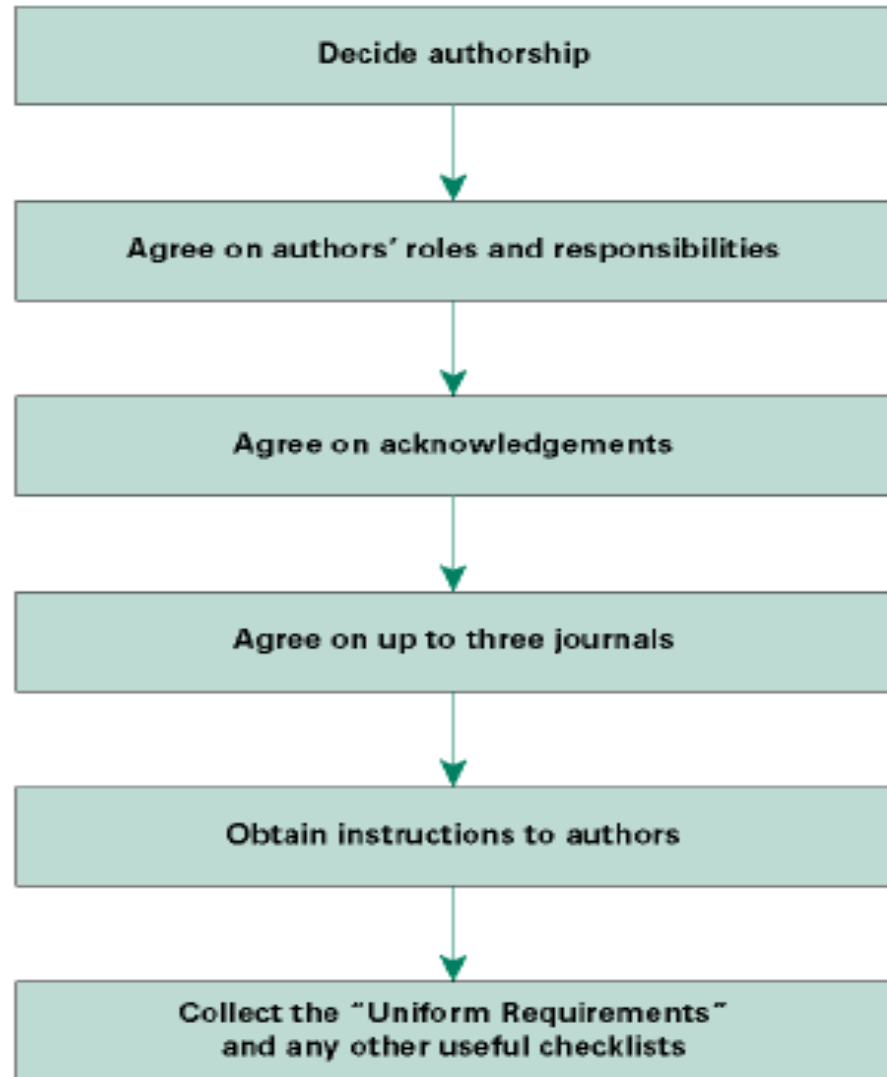 Decide authorship
Agree on authors’ roles and responsibilities
Agree on acknowledgements
Agree on up to three journals
Obtain instructions to authors
Collect the “Uniform Requirements”
and any other useful checklists